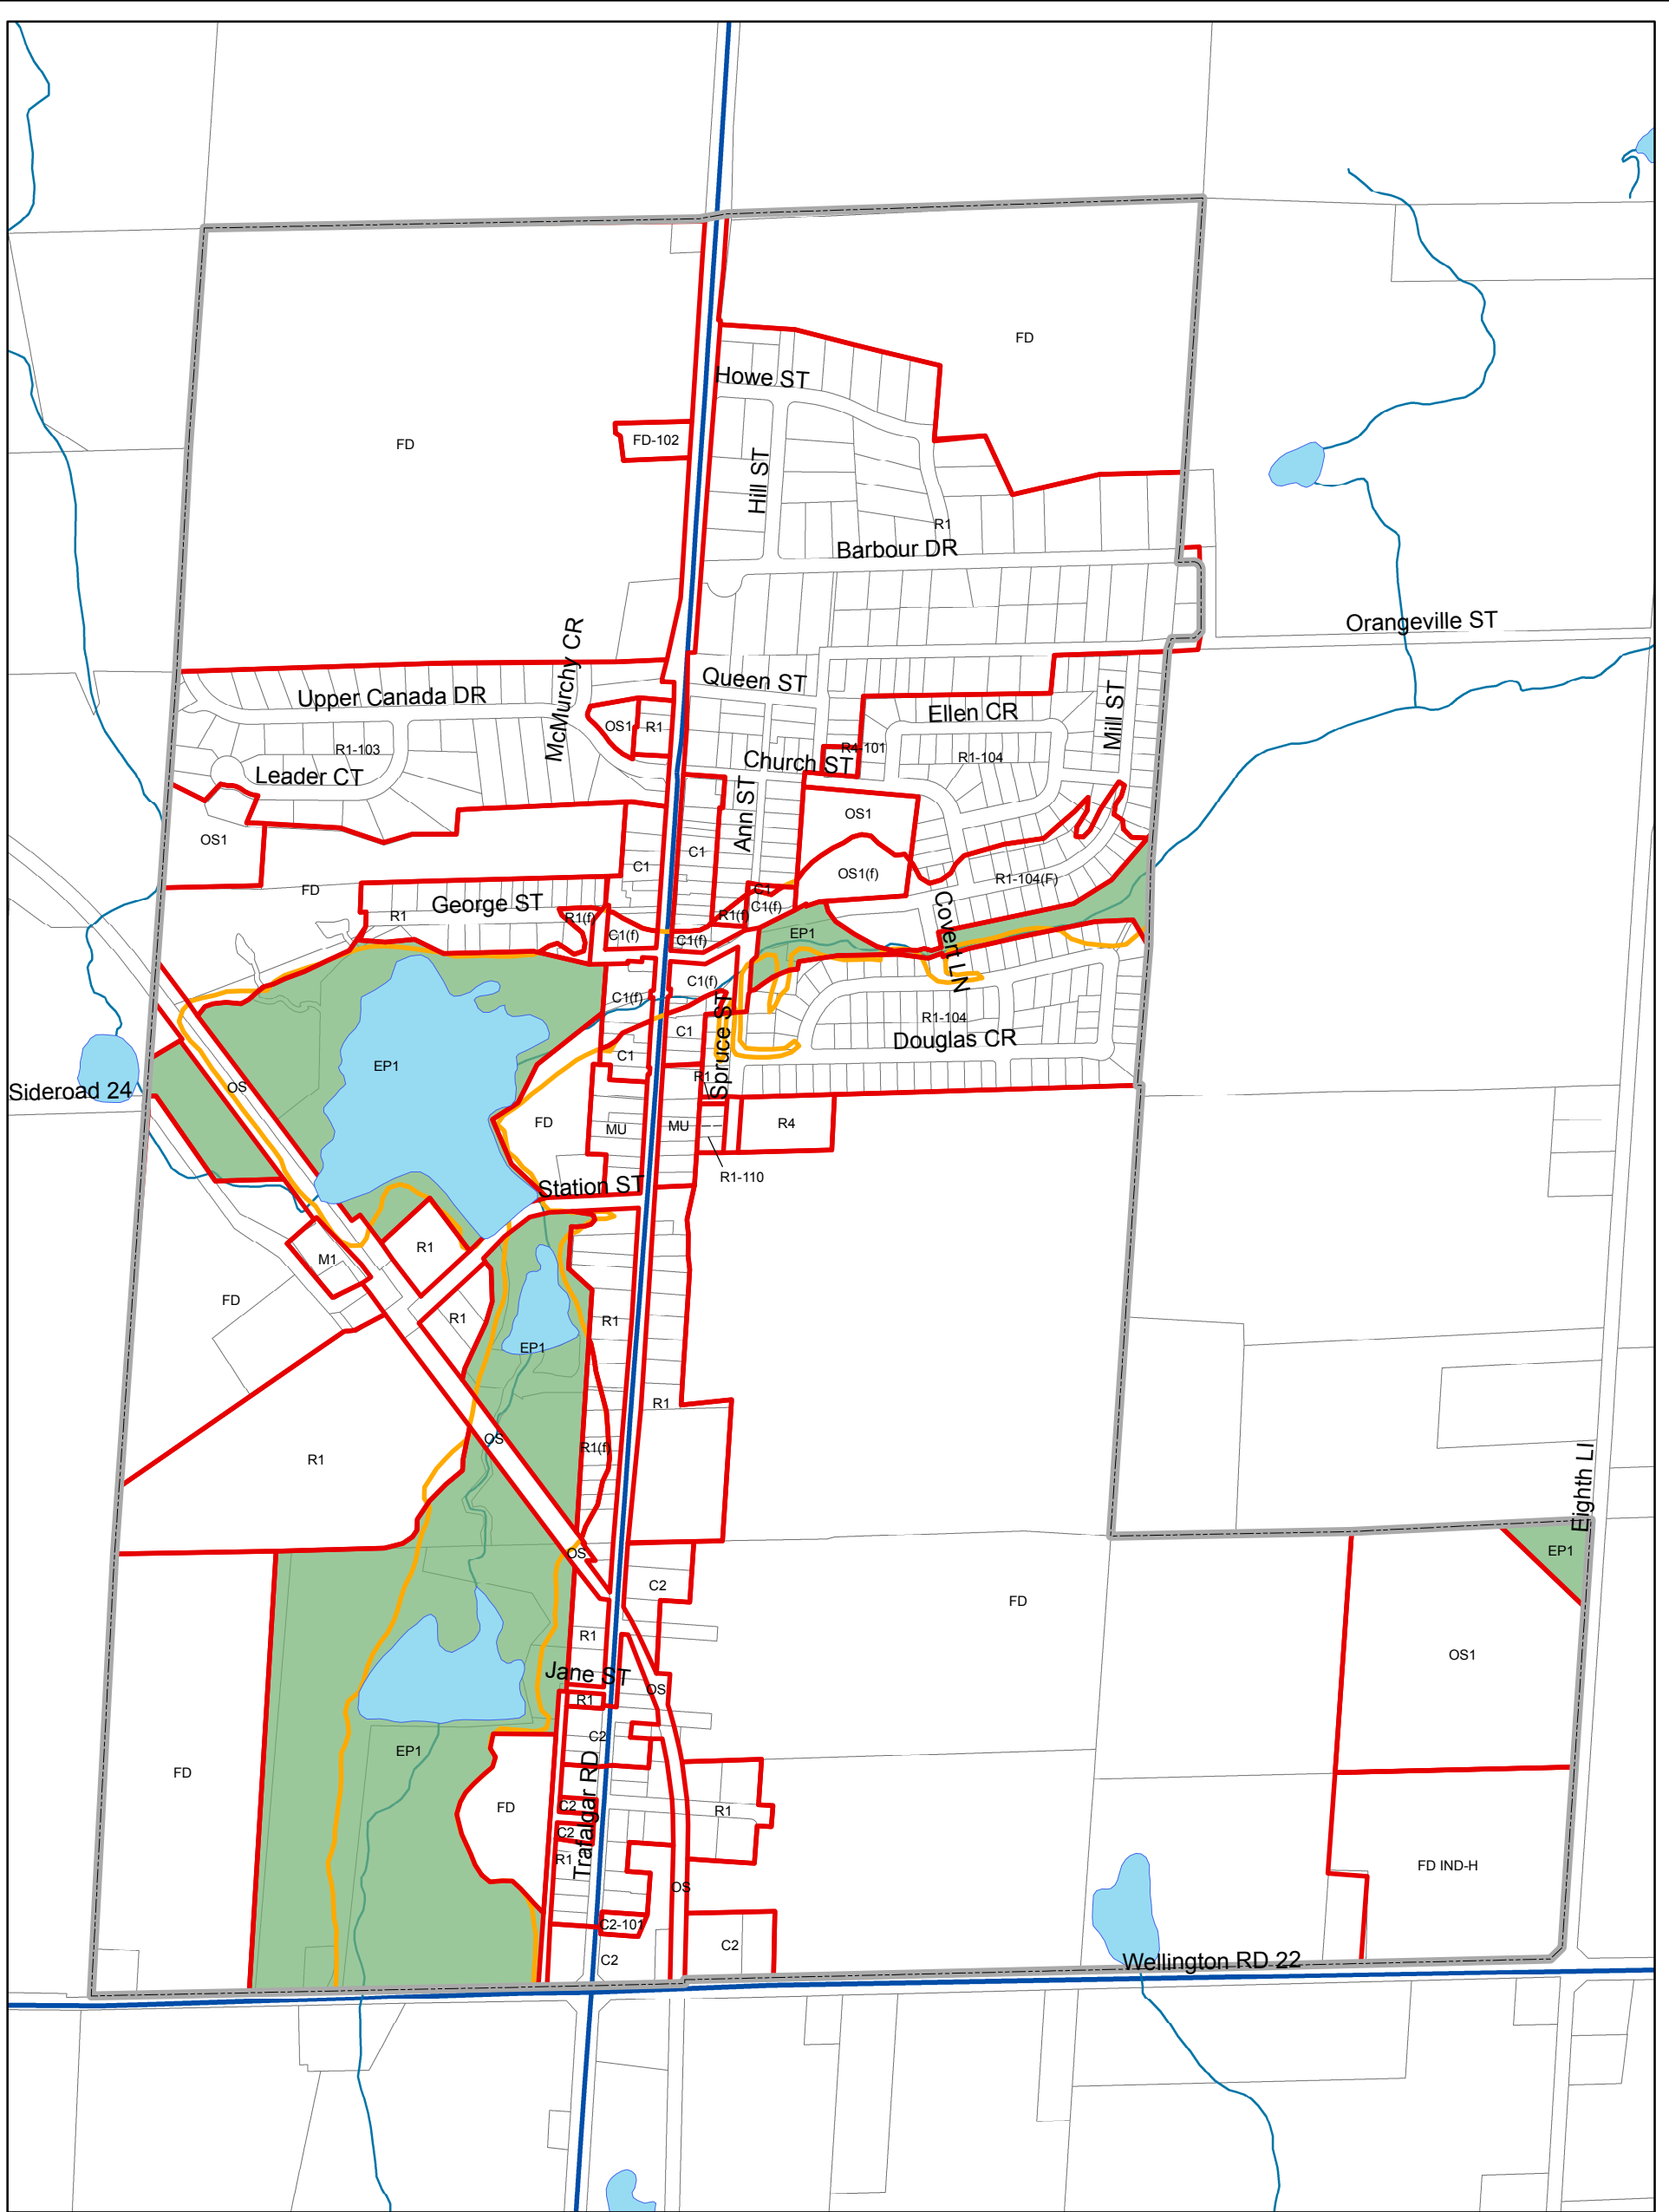 FD
Howe ST
FD-102
FD
Hill ST
R1
Barbour DR
Orangeville ST
McMurchy CR
Queen ST
Upper Canada DR
Ellen CR
Mill ST
OS1
R1
R1-103
R4-101
Church ST
R1-104
Leader CT
Ann ST
OS1
OS1
C1
C1
OS1(f)
R1-104(F)
FD
C1
George ST
C1(f)
R1
R1(f)
R1(f)
Covert LN
C1(f)
C1(f)
EP1
C1(f)
C1(f)
R1-104
C1
Spruce ST
Douglas CR
C1
EP1
R1
OS
Sideroad 24
FD
MU
MU
R4
R1-110
Station ST
R1
M1
FD
R1
R1
EP1
R1
OS
R1(f)
R1
Eighth LI
OS
EP1
C2
FD
R1
OS1
Jane ST
OS
R1
C2
EP1
FD
Trafalgar RD
FD
C2
R1
C2
R1
FD IND-H
OS
C2-101
C2
C2
Wellington RD 22